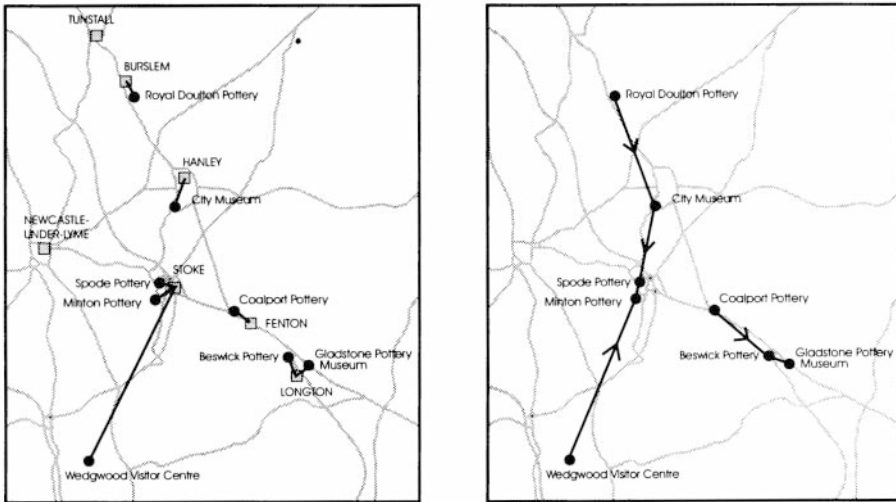 TUNSTALL
BURSLEM
Royal Doulton Pottery
HANLEY
City Museum
NEWCASTLE-
UNDER-LYME
STOKE
Spode Pottery
Minton Pottery
Coalport Pottery
FENTON
Beswick Pottery
Gladstone Pottery
Museum
LONGTON
Wedgwood Visitor Centre
Royal Doulton Pottery
City Museum
Spode Pottery
Minton Pottery
Coalport Pottery
Beswick Pottery
Gladstone Pottery
Museum
Wedgwood Visitor Centre